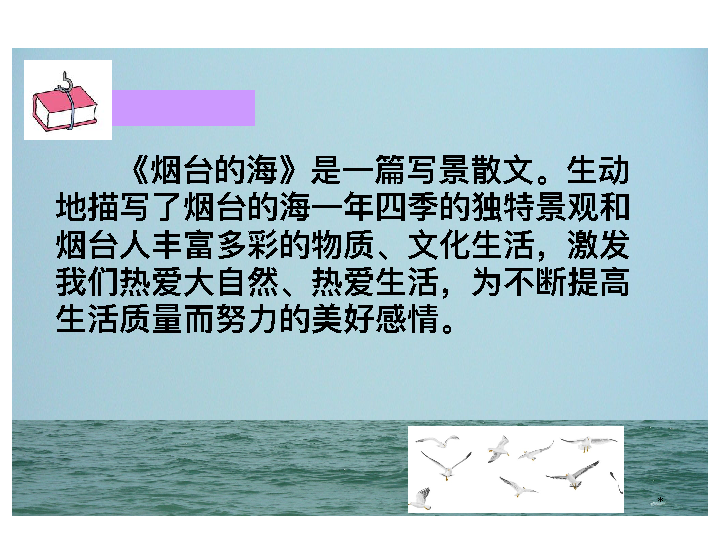 《烟台的海》是一篇写景散文。生动
地描写了烟台的海一年四季的独特景观和
烟台人丰富多彩的物质、文化生活，激发
我们热爱大自然、热爱生活，为不断提高
生活质量而努力的美好感情。
*